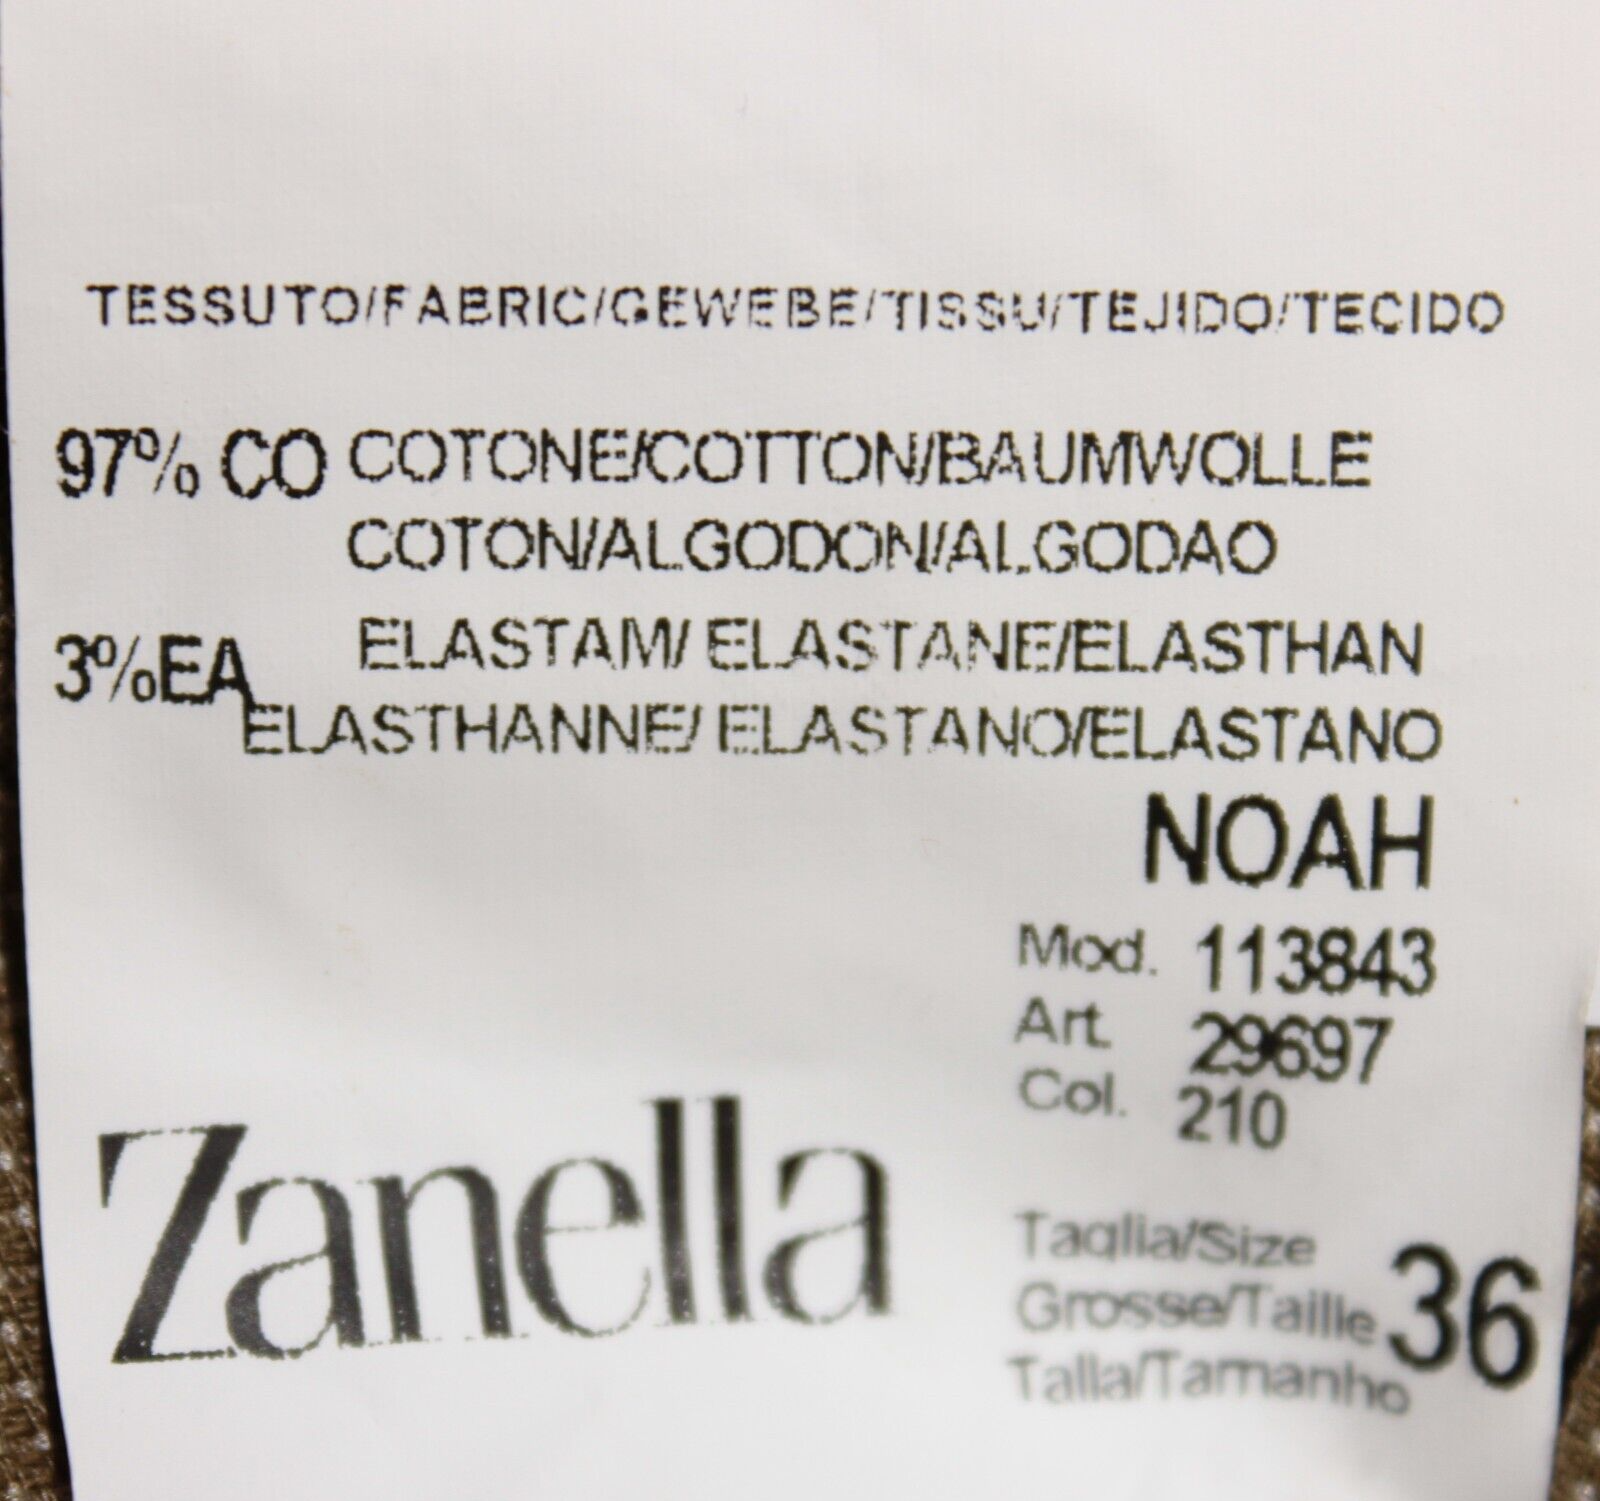 TESSUTO/FABRIC/GEWEBE/TISSU/TEJIDO/TECIDO
97% CO COTONE/COTTON/BAUMWOLLE
COTON/ALGODON/ALGODAO
3%EA ELASTAM/ ELASTANE/ELASTHAN
ELASTHANNE/ ELASTANO/ELASTANO
NOAH
Mod. 113843
Art. 29697
Col. 210
Zanella
Taglia/Size
Grosse/Taille 36
Talla/Tamanho